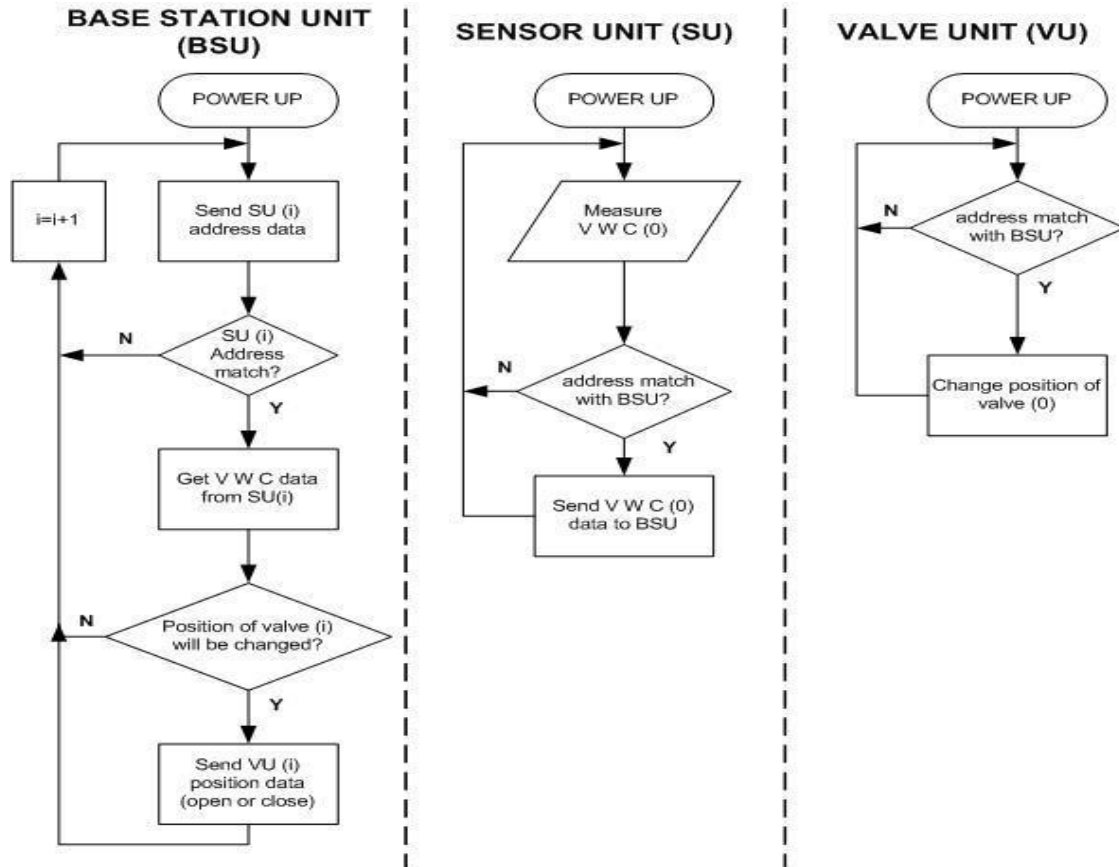 BASE STATION UNIT
(BSU)
POWER UP
i=i+1
Send SU (i)
address data
N
SU (i)
Address
match?
Y
Get V W C data
from SU(i)
N
Position of valve (i)
will be changed?
Y
Send VU (i)
position data
(open or close)
SENSOR UNIT (SU)
POWER UP
Measure
V W C (0)
N
address match
with BSU?
Y
Send V W C (0)
data to BSU
VALVE UNIT (VU)
POWER UP
N
address match
with BSU?
Y
Change position of
valve (0)